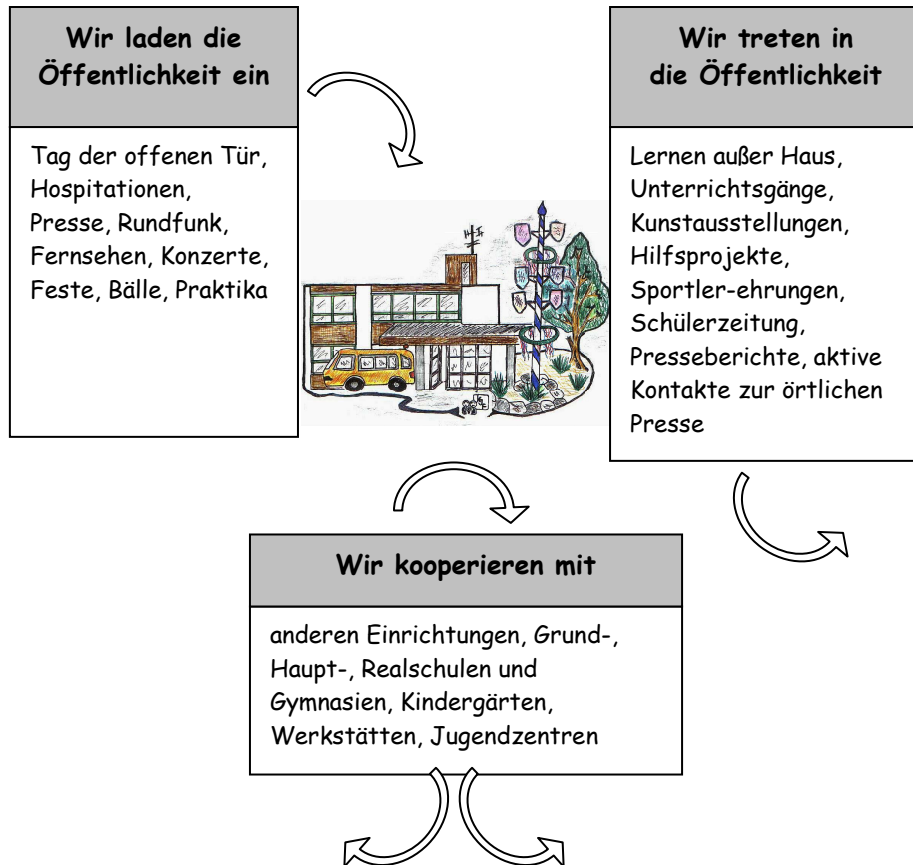 Wir laden die
Öffentlichkeit ein
Tag der offenen Tür,
Hospitationen,
Presse, Rundfunk,
Fernsehen, Konzerte,
Feste, Bälle, Praktika
Wir treten in
die Öffentlichkeit
Lernen außer Haus,
Unterrichtsgänge,
Kunstausstellungen,
Hilfsprojekte,
Sportler-ehrungen,
Schülerzeitung,
Presseberichte, aktive
Kontakte zur örtlichen
Presse
Wir kooperieren mit
anderen Einrichtungen, Grund-,
Haupt-, Realschulen und
Gymnasien, Kindergärten,
Werkstätten, Jugendzentren